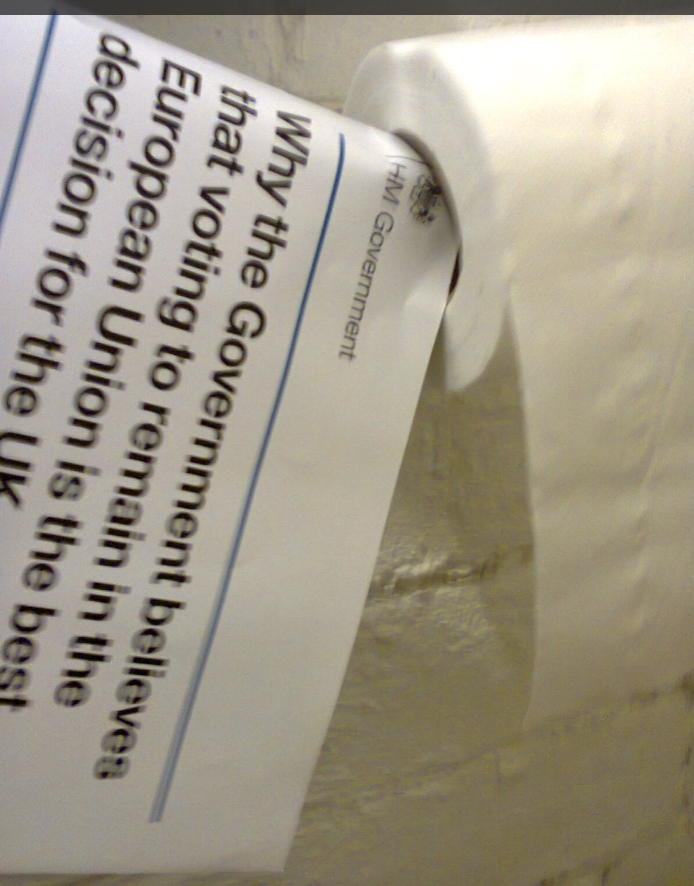 HM Government
Why the Government believes
that voting to remain in the
European Union is the best
decision for the UK